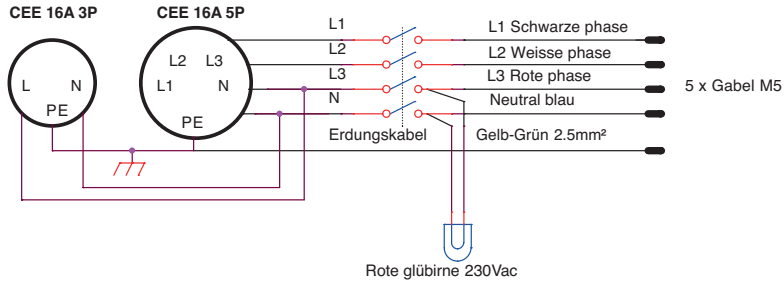 CEE 16A 3P
CEE 16A 5P
L1
L1 Schwarze phase
L2
L3
L2
L2 Weisse phase
L
N
L1
N
L3
L3 Rote phase
5 x Gabel M5
N
Neutral blau
PE
PE
Erdungskabel
Gelb-Grün 2.5mm²
Rote glübirne 230Vac